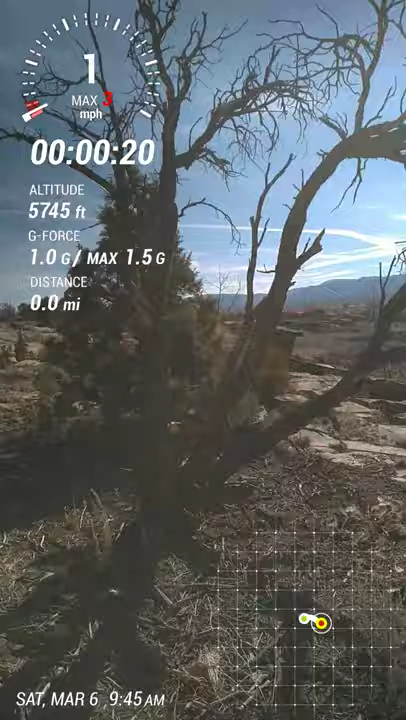 1
MAX 3
mph
00:00:20
ALTITUDE
5745 ft
G-FORCE
1.0 G / MAX 1.5 G
DISTANCE
0.0 mi
SAT, MAR 6 9:45 AM